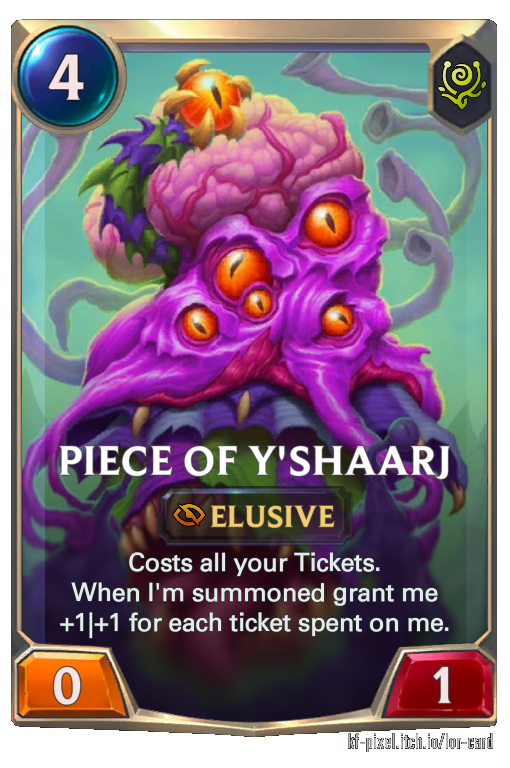 4
PIECE OF Y'SHAARJ
ELUSIVE
Costs all your Tickets.
When I'm summoned grant me
+1|+1 for each ticket spent on me.
0
1
kf-pixel.itch.io/lor-card